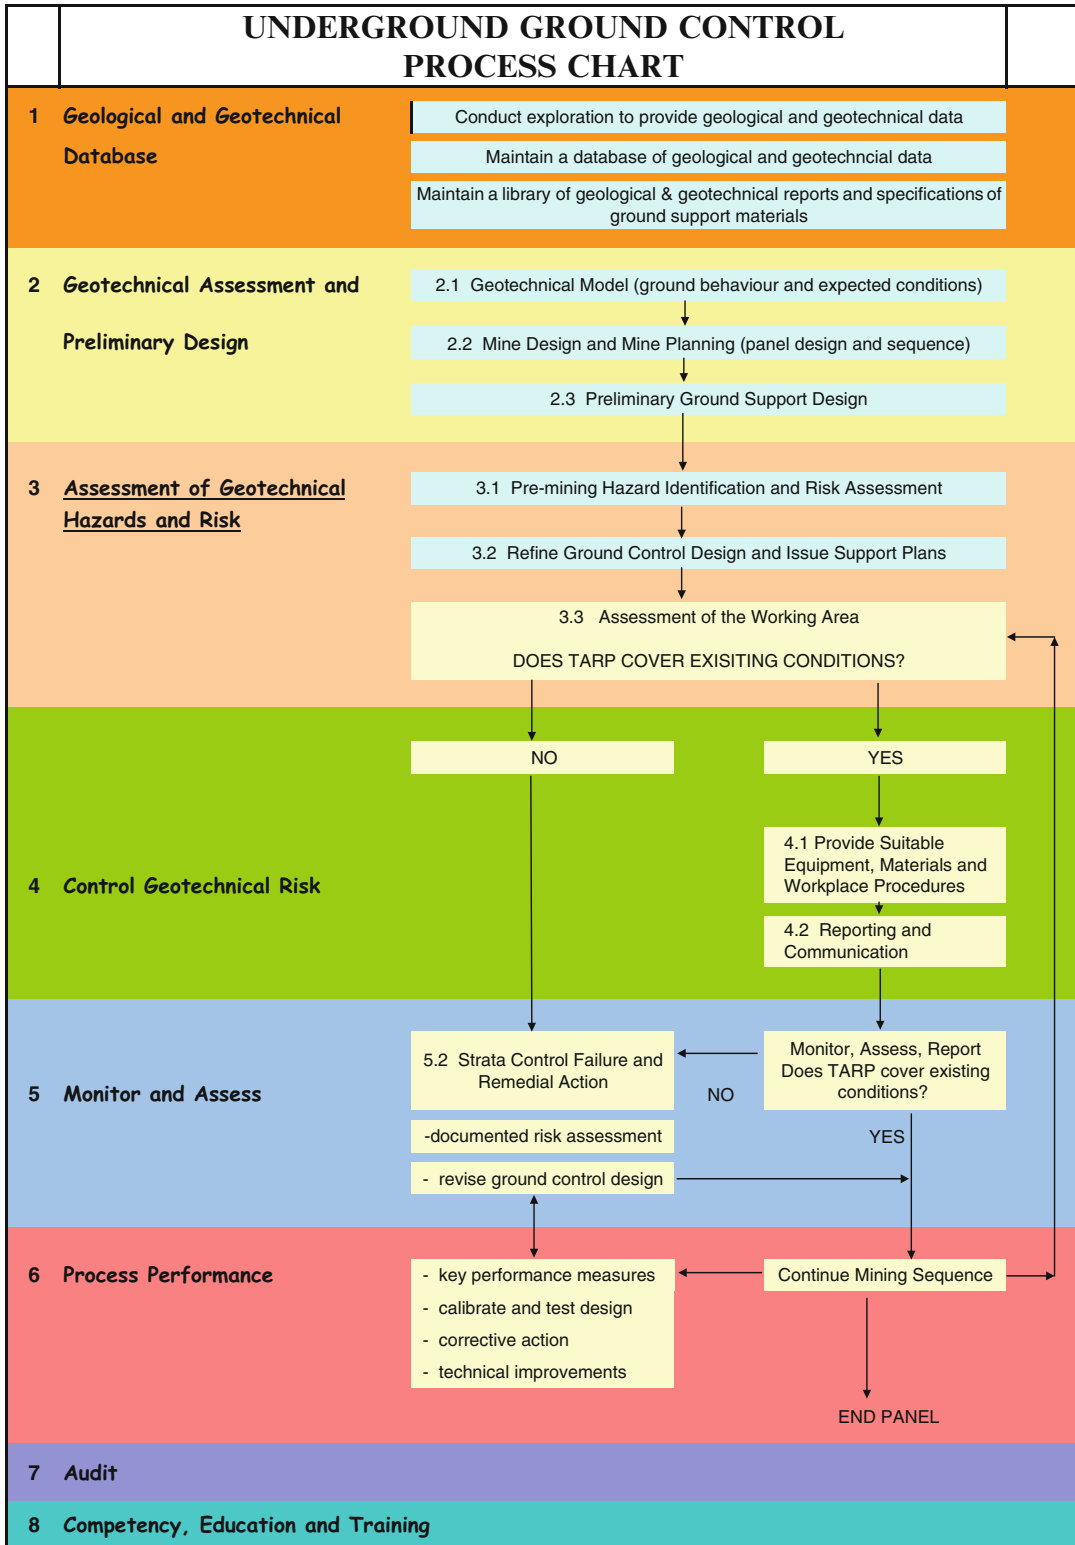 UNDERGROUND GROUND CONTROL
PROCESS CHART
1 Geological and Geotechnical
Database
Conduct exploration to provide geological and geotechnical data
Maintain a database of geological and geotechncial data
Maintain a library of geological & geotechnical reports and specifications of
ground support materials
2 Geotechnical Assessment and
Preliminary Design
2.1 Geotechnical Model (ground behaviour and expected conditions)
2.2 Mine Design and Mine Planning (panel design and sequence)
2.3 Preliminary Ground Support Design
3 Assessment of Geotechnical
Hazards and Risk
3.1 Pre-mining Hazard Identification and Risk Assessment
3.2 Refine Ground Control Design and Issue Support Plans
3.3 Assessment of the Working Area
DOES TARP COVER EXISITING CONDITIONS?
NO
YES
4 Control Geotechnical Risk
4.1 Provide Suitable
Equipment, Materials and
Workplace Procedures
4.2 Reporting and
Communication
5 Monitor and Assess
5.2 Strata Control Failure and
Remedial Action
NO
Monitor, Assess, Report
Does TARP cover existing
conditions?
-documented risk assessment
YES
- revise ground control design
6 Process Performance
- key performance measures
- calibrate and test design
- corrective action
- technical improvements
Continue Mining Sequence
END PANEL
7 Audit
8 Competency, Education and Training